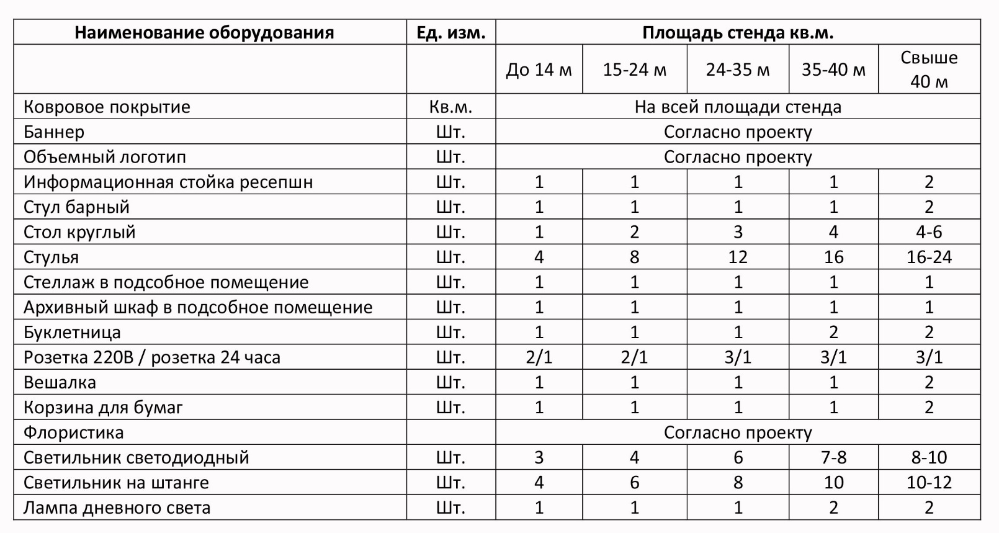 Наименование оборудования Ед. изм. Площадь стенда кв.м.
До 14 м 15-24 м 24-35 м 35-40 м Свыше
40 м
Ковровое покрытие Кв.м. На всей площади стенда
Баннер Шт. Согласно проекту
Объемный логотип Шт. Согласно проекту
Информационная стойка ресепшн Шт. 1 1 1 1 2
Стул барный Шт. 1 1 1 1 2
Стол круглый Шт. 1 2 3 4 4-6
Стулья Шт. 4 8 12 16 16-24
Стеллаж в подсобное помещение Шт. 1 1 1 1 1
Архивный шкаф в подсобное помещение Шт. 1 1 1 1 1
Буклетница Шт. 1 1 1 2 2
Розетка 220В / розетка 24 часа Шт. 2/1 2/1 3/1 3/1 3/1
Вешалка Шт. 1 1 1 1 2
Корзина для бумаг Шт. 1 1 1 1 2
Флористика Согласно проекту
Светильник светодиодный Шт. 3 4 6 7-8 8-10
Светильник на штанге Шт. 4 6 8 10 10-12
Лампа дневного света Шт. 1 1 1 2 2